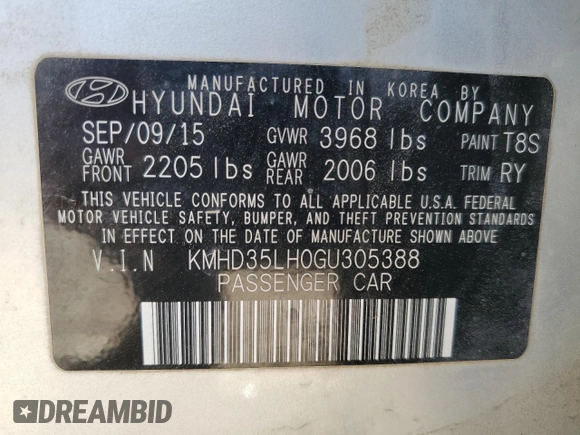 MANUFACTURED IN KOREA BY
HYUNDAI MOTOR COMPANY
SEP/09/15 GVWR 3968 lbs PAINT T8S
GAWR FRONT 2205 lbs GAWR REAR 2006 lbs TRIM RY
THIS VEHICLE CONFORMS TO ALL APPLICABLE U.S.A. FEDERAL
MOTOR VEHICLE SAFETY, BUMPER, AND THEFT PREVENTION STANDARDS
IN EFFECT ON THE DATE OF MANUFACTURE SHOWN ABOVE
V.I.N KMHD35LH0GU305388
PASSENGER CAR
DREAMBID